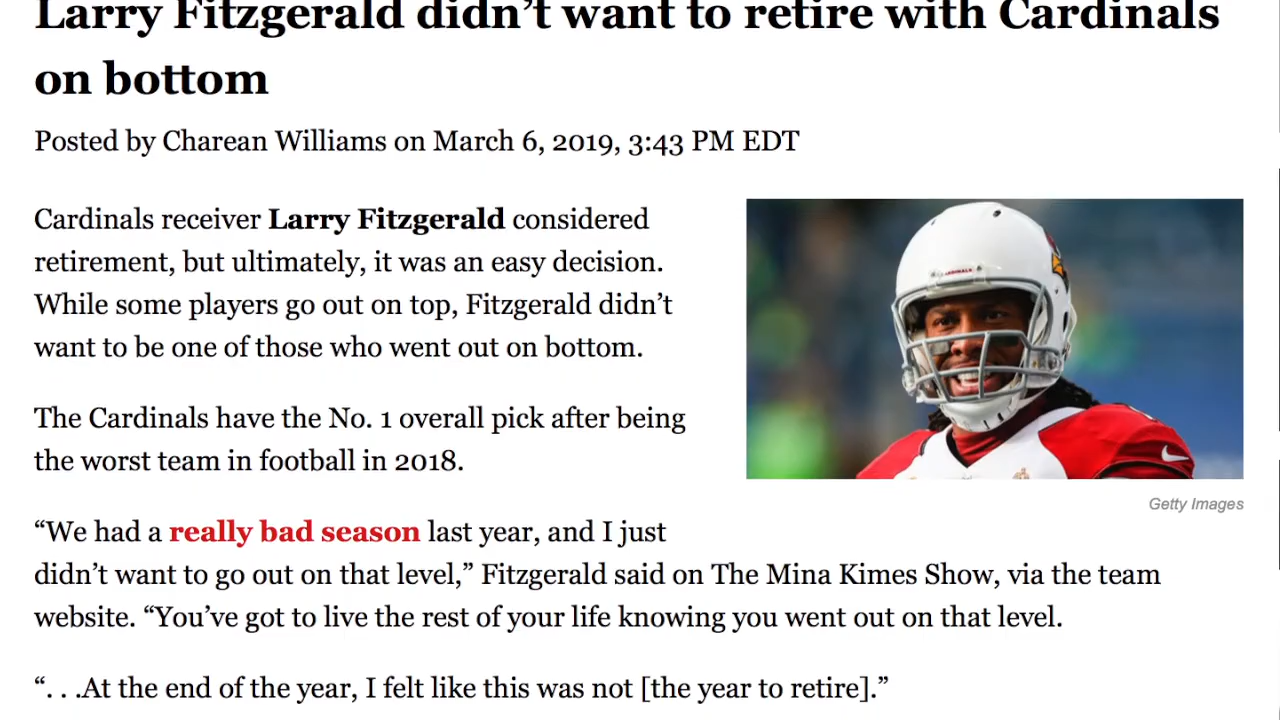 Larry Fitzgerald didn’t want to retire with Cardinals
on bottom
Posted by Charean Williams on March 6, 2019, 3:43 PM EDT
Cardinals receiver Larry Fitzgerald considered
retirement, but ultimately, it was an easy decision.
While some players go out on top, Fitzgerald didn’t
want to be one of those who went out on bottom.
The Cardinals have the No. 1 overall pick after being
the worst team in football in 2018.
CARDINALS
Getty Images
“We had a really bad season last year, and I just
didn’t want to go out on that level,” Fitzgerald said on The Mina Kimes Show, via the team
website. “You’ve got to live the rest of your life knowing you went out on that level.
“. . .At the end of the year, I felt like this was not [the year to retire].”